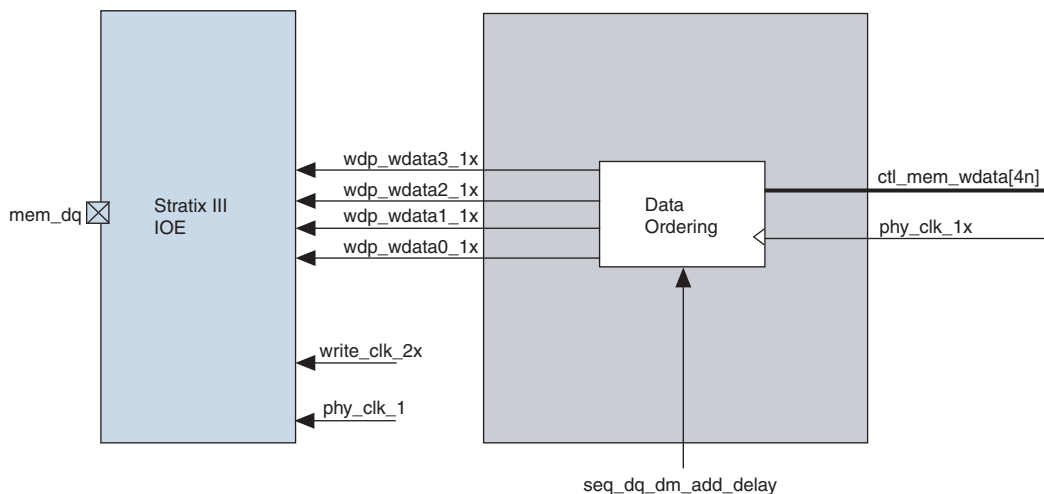 wdp_wdata3_1x
ctl_mem_wdata[4n]
wdp_wdata2_1x
mem_dq
Stratix III
IOE
Data
Ordering
wdp_wdata1_1x
phy_clk_1x
wdp_wdata0_1x
write_clk_2x
phy_clk_1
seq_dq_dm_add_delay